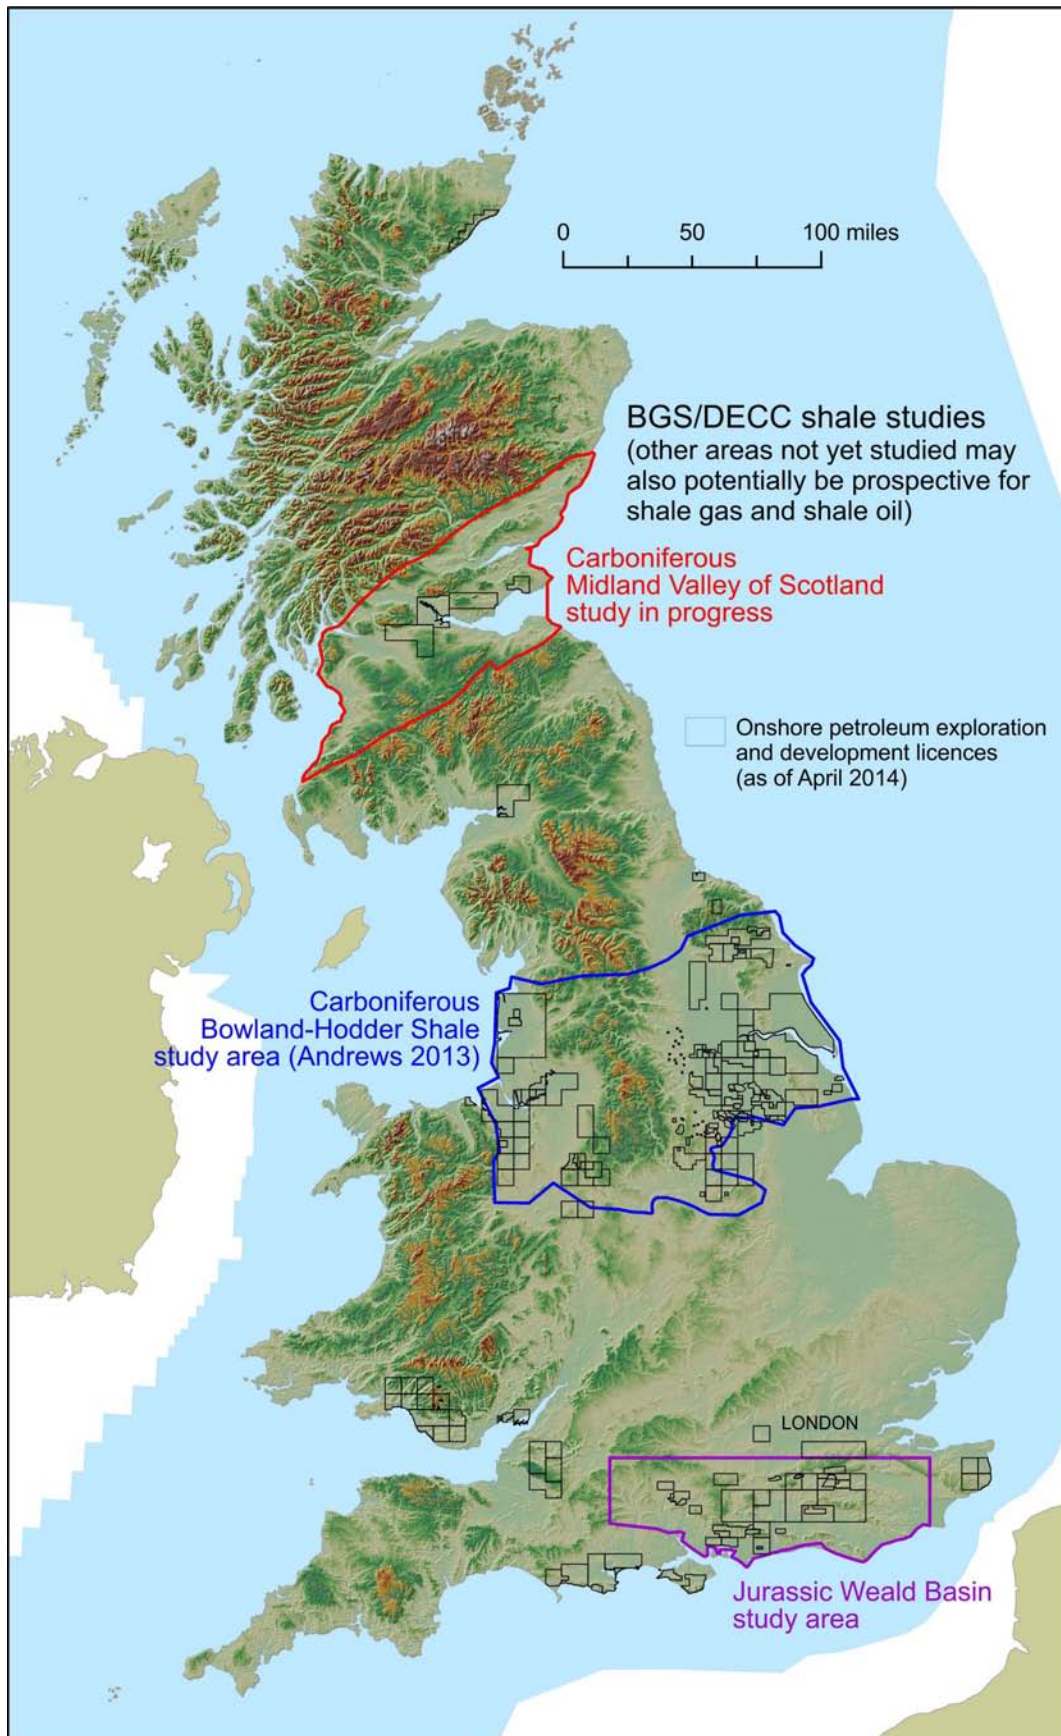 0 50 100 miles
BGS/DECC shale studies
(other areas not yet studied may
also potentially be prospective for
shale gas and shale oil)
Carboniferous
Midland Valley of Scotland
study in progress
Onshore petroleum exploration
and development licences
(as of April 2014)
Carboniferous
Bowland-Hodder Shale
study area (Andrews 2013)
LONDON
Jurassic Weald Basin
study area